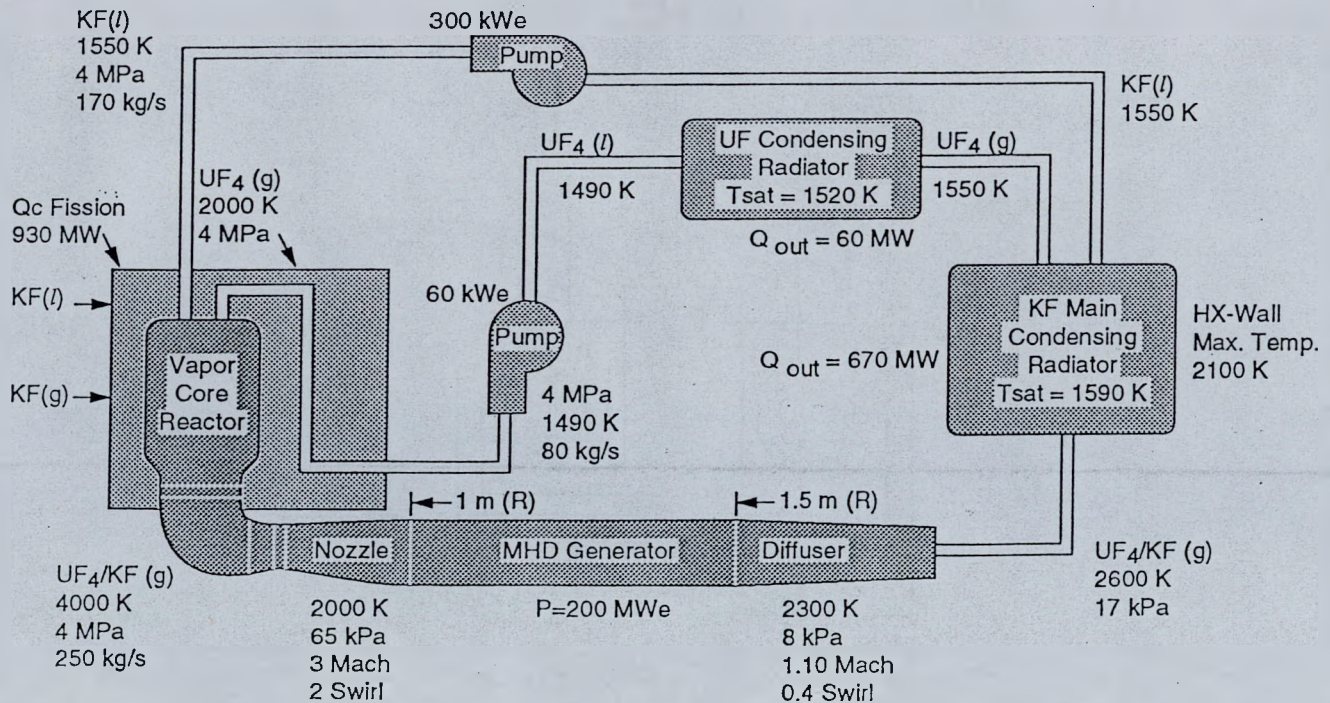 KF(l)
1550 K
4 MPa
170 kg/s
300 kWe
Pump
KF(l)
1550 K
UF4 (l)
1490 K
UF Condensing
Radiator
Tsat = 1520 K
UF4 (g)
1550 K
Q out = 60 MW
Qc Fission
930 MW
UF4 (g)
2000 K
4 MPa
KF(l)
KF(g)
Vapor
Core
Reactor
60 kWe
Pump
4 MPa
1490 K
80 kg/s
Q out = 670 MW
KF Main
Condensing
Radiator
Tsat = 1590 K
HX-Wall
Max. Temp.
2100 K
1 m (R)
1.5 m (R)
Nozzle
MHD Generator
Diffuser
UF4/KF (g)
4000 K
4 MPa
250 kg/s
2000 K
65 kPa
3 Mach
2 Swirl
P=200 MWe
2300 K
8 kPa
1.10 Mach
0.4 Swirl
UF4/KF (g)
2600 K
17 kPa